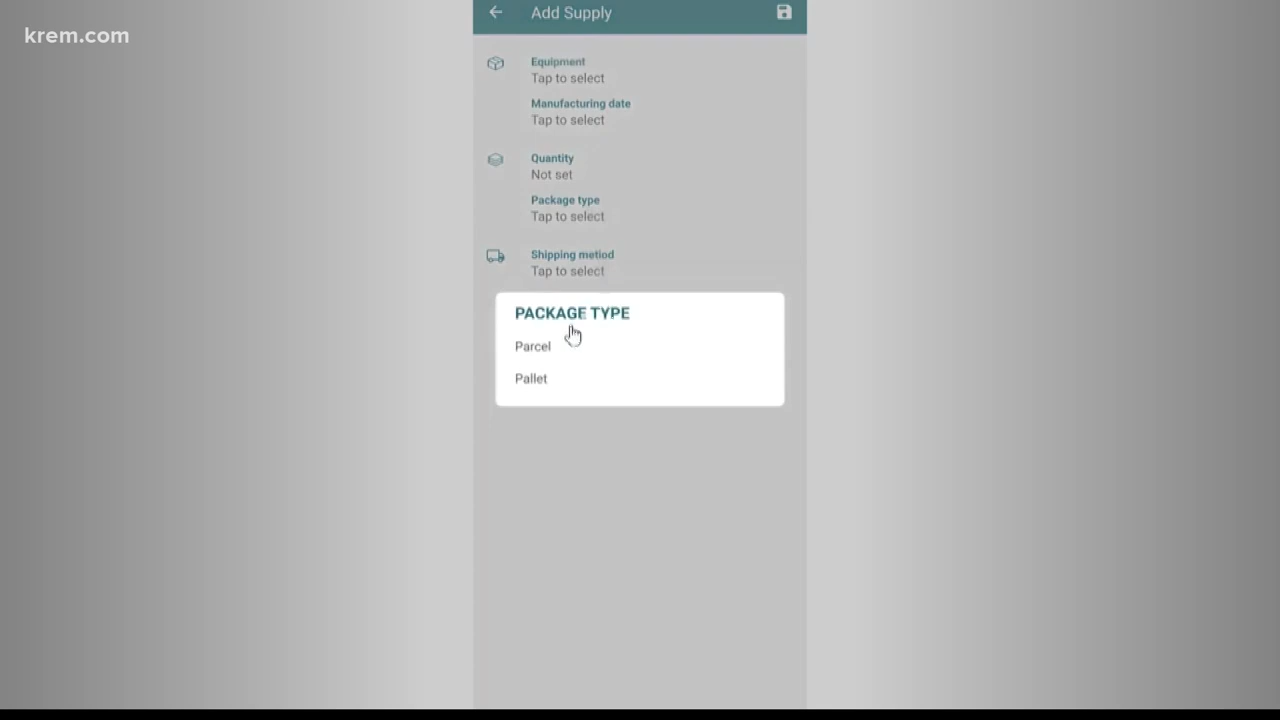 krem.com
Add Supply
Equipment
Tap to select
Manufacturing date
Tap to select
Quantity
Not set
Package type
Tap to select
Shipping metiod
Tap to select
PACKAGE TYPE
Parcel
Pallet